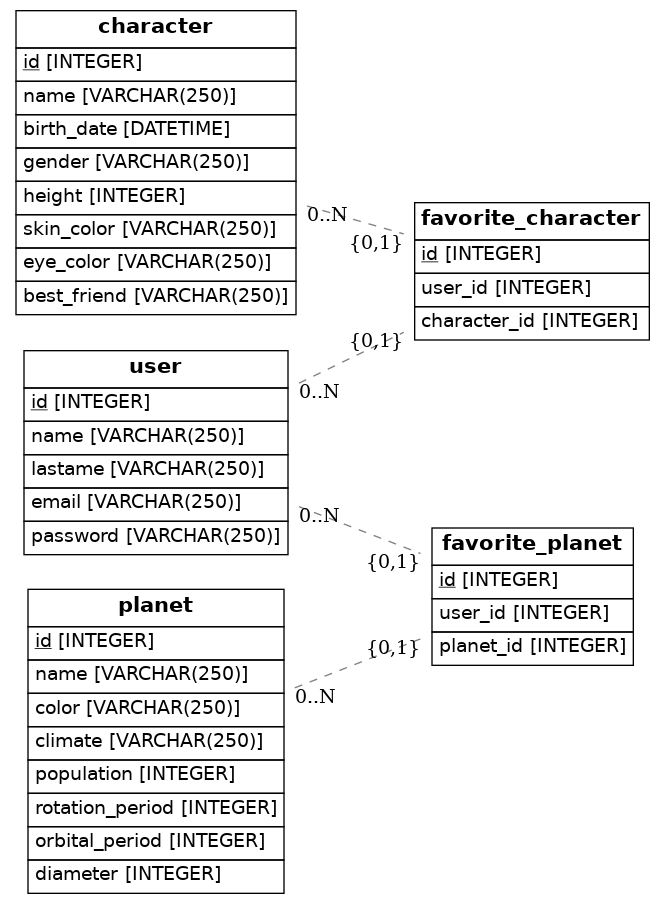 character
id [INTEGER]
name [VARCHAR(250)]
birth_date [DATETIME]
gender [VARCHAR(250)]
height [INTEGER]
skin_color [VARCHAR(250)]
eye_color [VARCHAR(250)]
best_friend [VARCHAR(250)]
0..N
{0,1}
favorite_character
id [INTEGER]
user_id [INTEGER]
character_id [INTEGER]
{0,1}
0..N
user
id [INTEGER]
name [VARCHAR(250)]
lastame [VARCHAR(250)]
email [VARCHAR(250)]
password [VARCHAR(250)]
0..N
{0,1}
favorite_planet
id [INTEGER]
user_id [INTEGER]
planet_id [INTEGER]
{0,1}
0..N
planet
id [INTEGER]
name [VARCHAR(250)]
color [VARCHAR(250)]
climate [VARCHAR(250)]
population [INTEGER]
rotation_period [INTEGER]
orbital_period [INTEGER]
diameter [INTEGER]